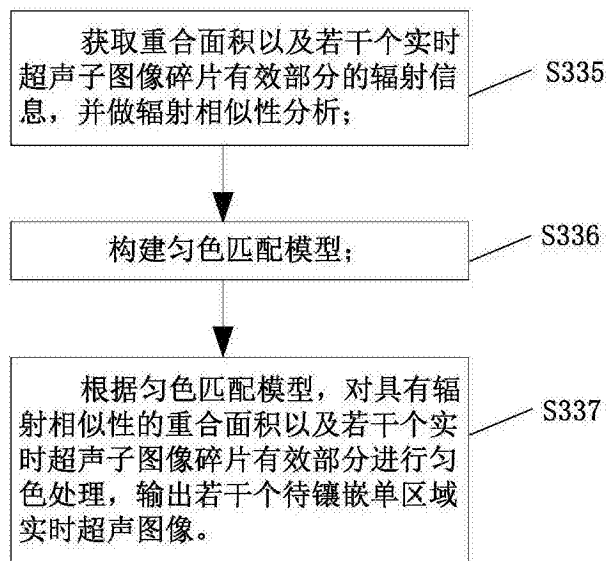 获取重合面积以及若干个实时
超声子图像碎片有效部分的辐射信
息，并做辐射相似性分析；
S335
构建匀色匹配模型；
S336
根据匀色匹配模型，对具有辐
射相似性的重合面积以及若干个实
时超声子图像碎片有效部分进行匀
色处理，输出若干个待镶嵌单区域
实时超声图像。
S337